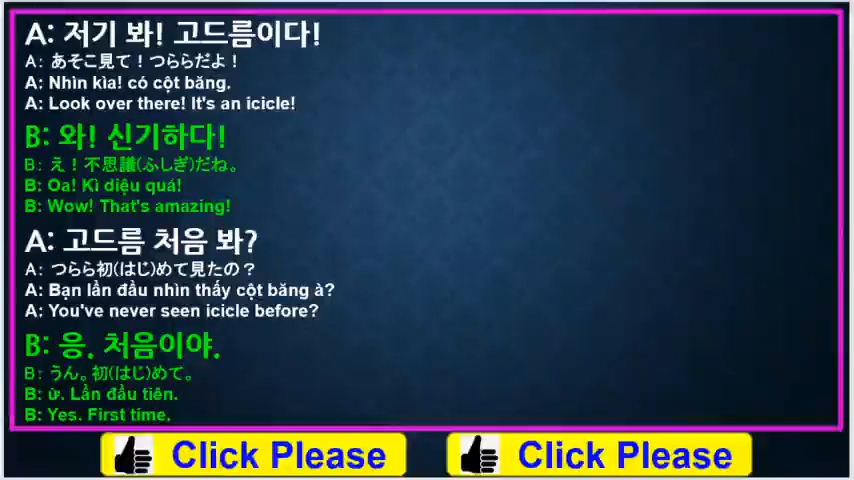 A: 저기 봐! 고드름이다!
A: あそこ見て！つららだよ！
A: Nhìn kìa! có cột băng.
A: Look over there! It's an icicle!
B: 와! 신기하다!
B: え！不思議(ふしぎ)だね。
B: Oa! Kì diệu quá!
B: Wow! That's amazing!
A: 고드름 처음 봐?
A: つらら初(はじ)めて見たの？
A: Bạn lần đầu nhìn thấy cột băng à?
A: You've never seen icicle before?
B: 응. 처음이야.
B: うん。初(はじ)めて。
B: ừ. Lần đầu tiên.
B: Yes. First time.
Click Please
Click Please